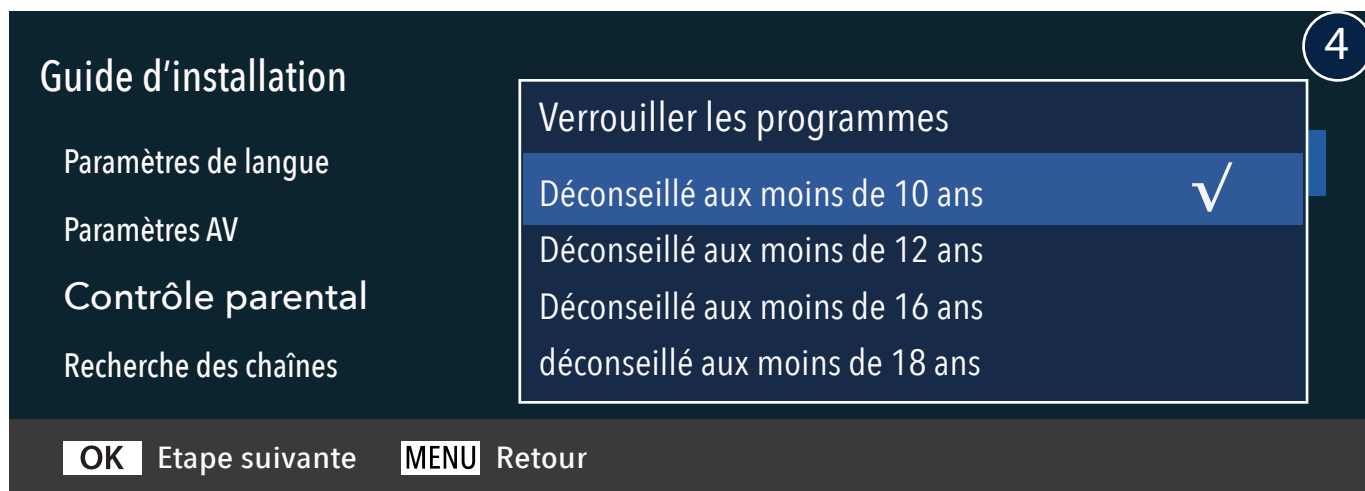 4
Guide d’installation
Paramètres de langue
Paramètres AV
Contrôle parental
Recherche des chaînes
Verrouiller les programmes
Déconseillé aux moins de 10 ans √
Déconseillé aux moins de 12 ans
Déconseillé aux moins de 16 ans
déconseillé aux moins de 18 ans
OK Etape suivante MENU Retour